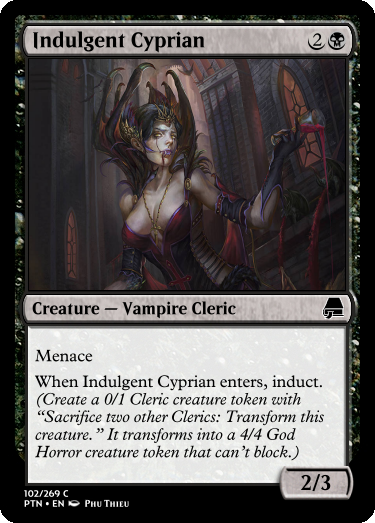 Indulgent Cyprian 2
Creature — Vampire Cleric
Menace
When Indulgent Cyprian enters, induct.
(Create a 0/1 Cleric creature token with
“Sacrifice two other Clerics: Transform this
creature.” It transforms into a 4/4 God
Horror creature token that can’t block.)
2/3
102/269 C
PTN • EN Phu Thieu